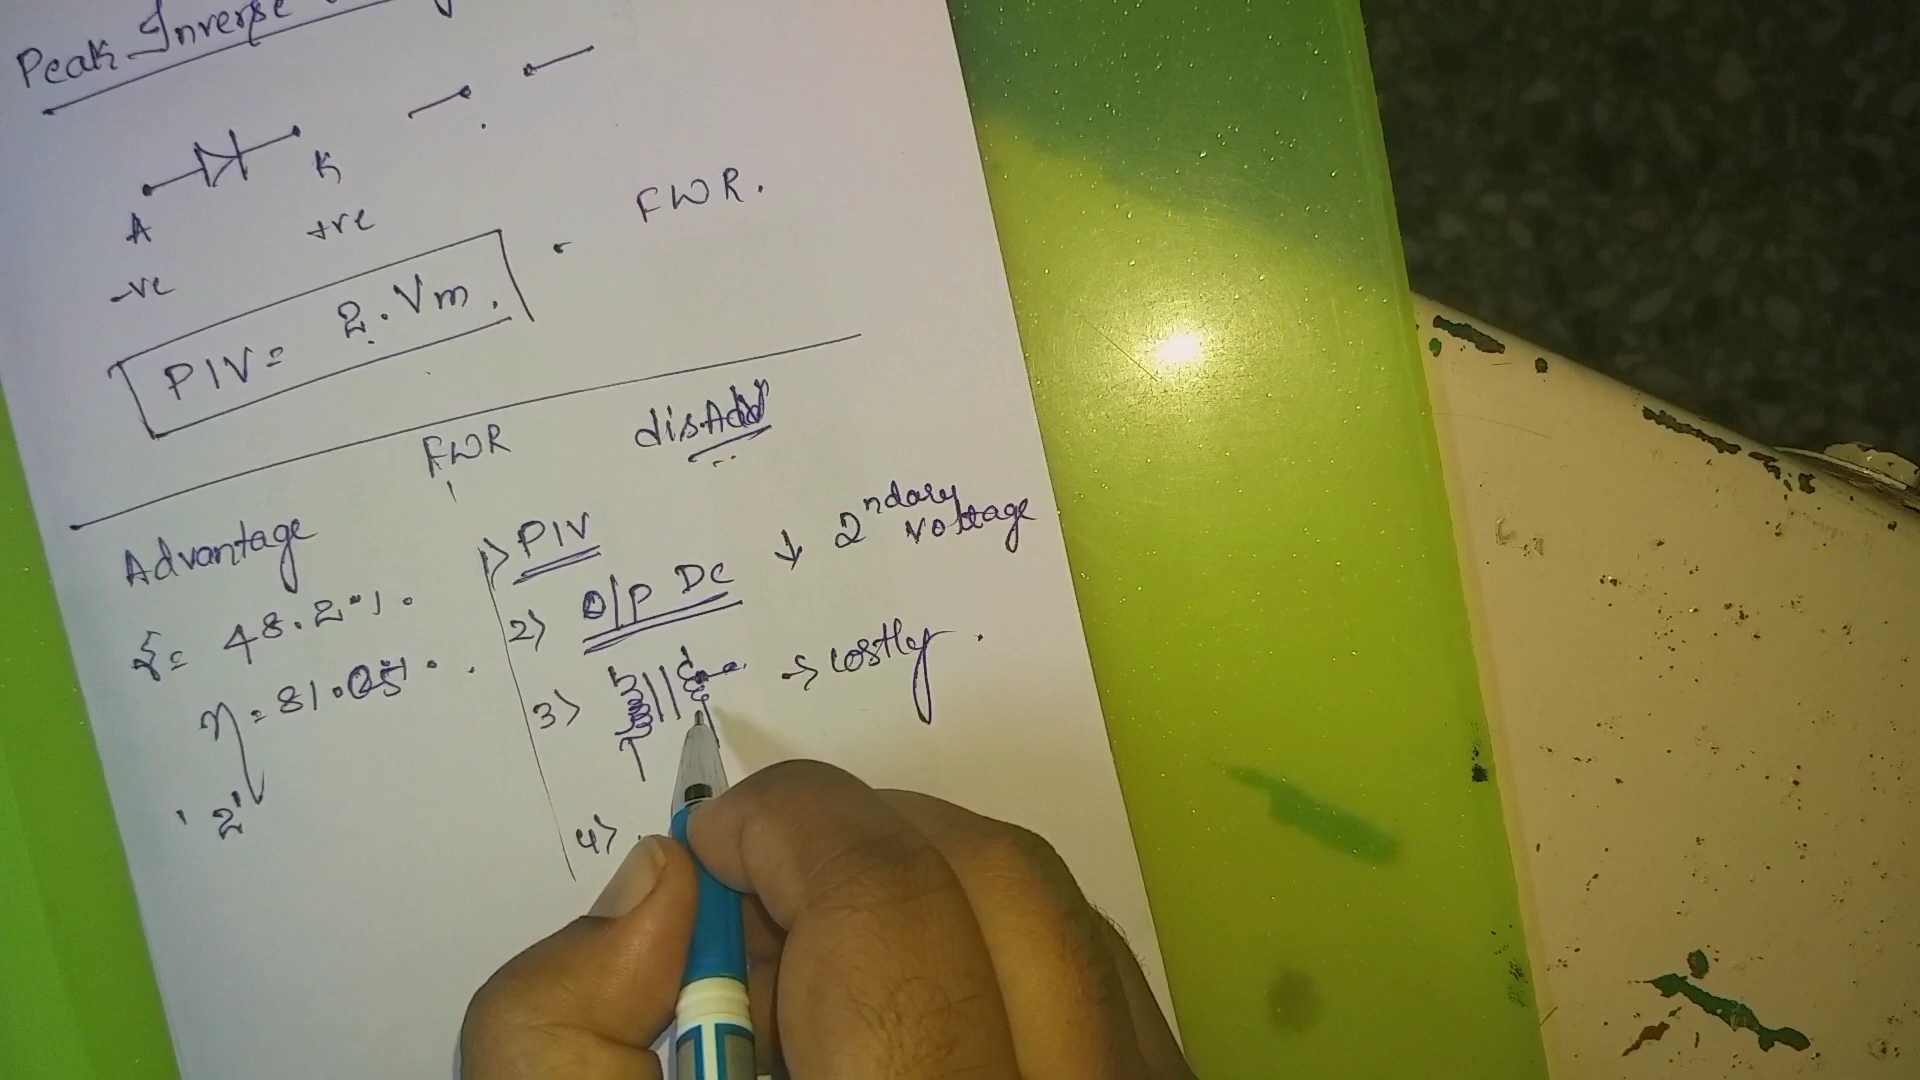 Peak Inverse
A
K
-ve
+ve
FWR.
PIV = 2.Vm.
FWR
disAdv
Advantage
ξ = 48.2%.
η = 81.05%.
'2'
1) PIV
2) O/P DC ↓ 2ndary voltage
3) → costly.
4)